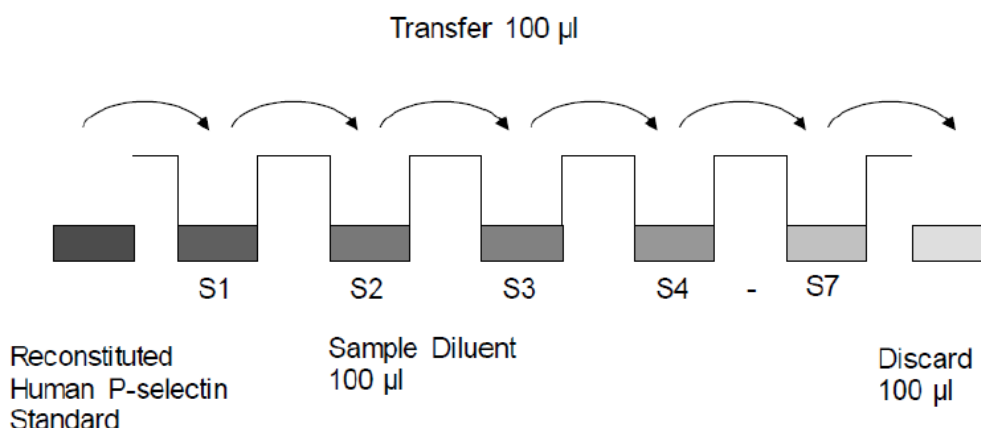 Transfer 100 µl
S1 S2 S3 S4 - S7
Reconstituted
Human P-selectin
Standard
Sample Diluent
100 µl
Discard
100 µl